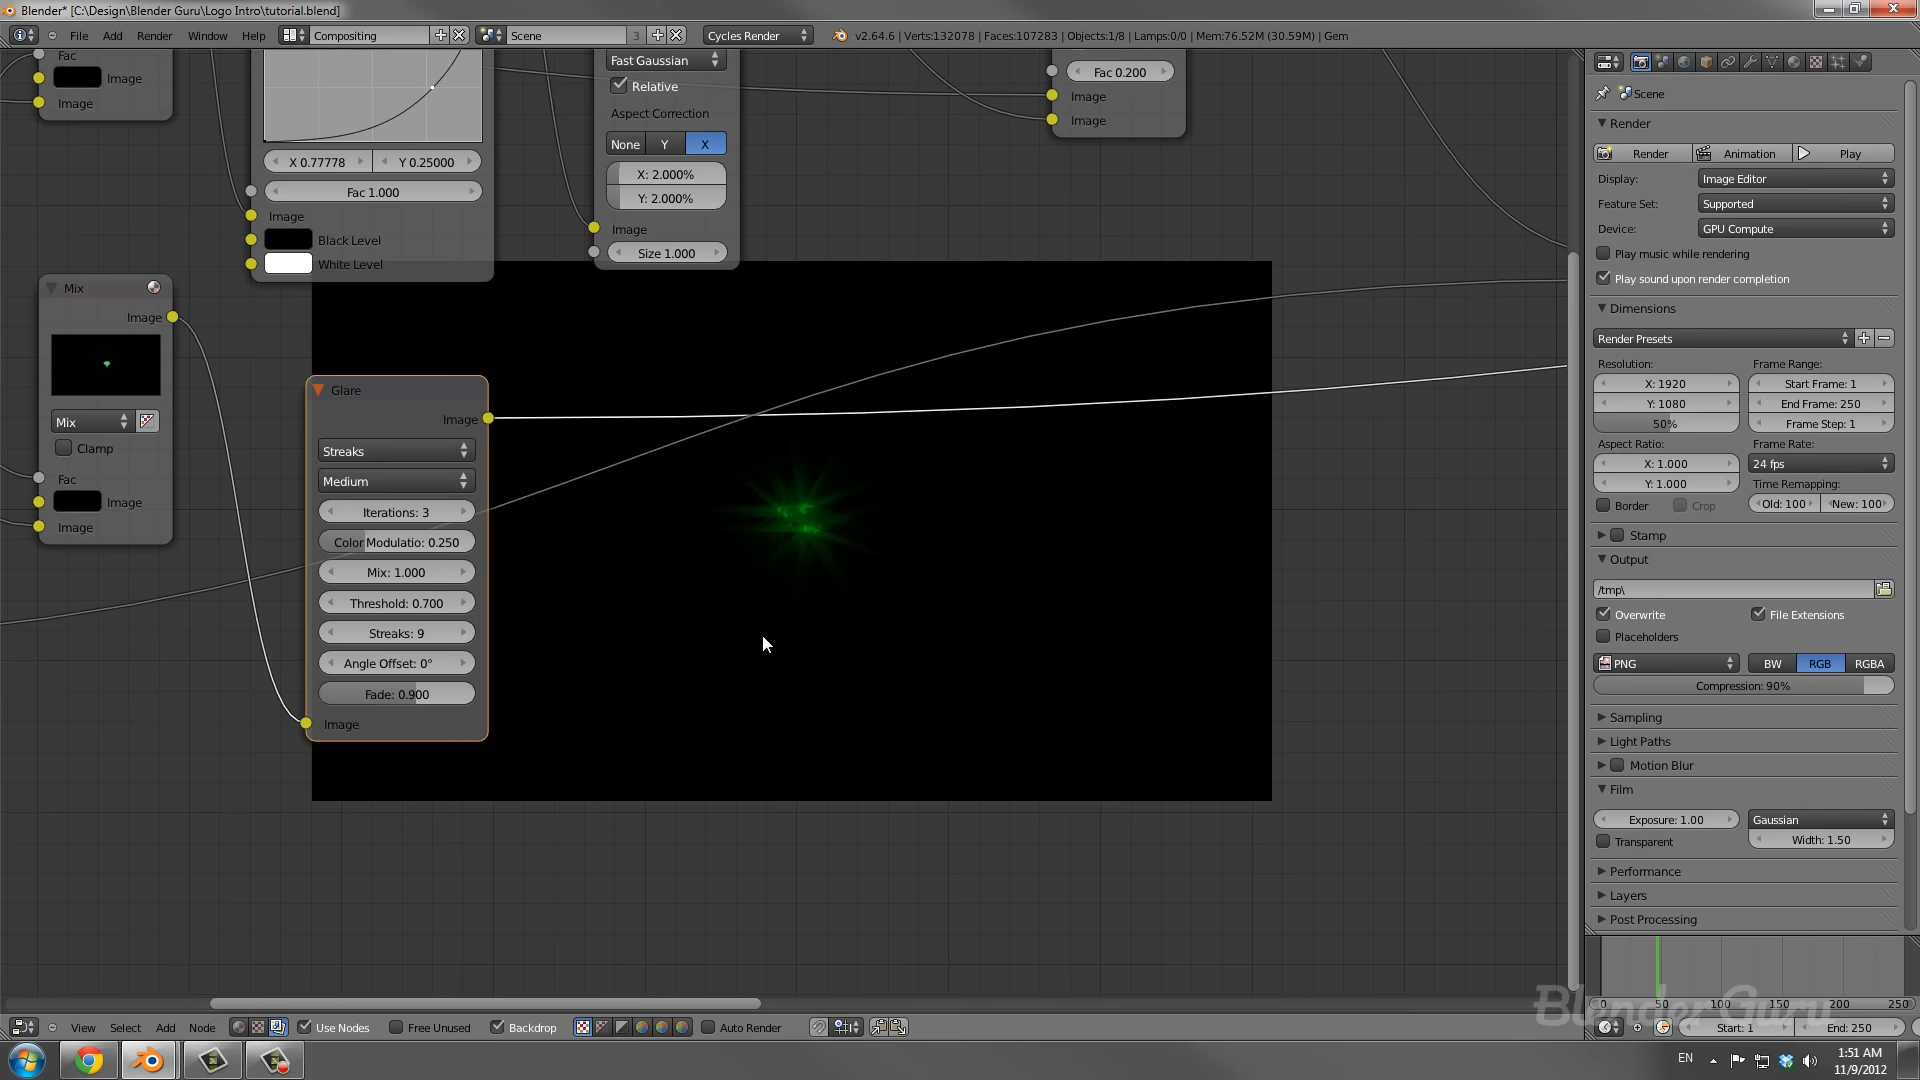 Blender* [C:\Design\Blender Guru\Logo Intro\tutorial.blend]
File Add Render Window Help Compositing Scene 3 Cycles Render v2.64.6 | Verts:132078 | Faces:107283 | Objects:1/8 | Lamps:0/0 | Mem:76.52M (30.59M) | Gem
Fac
Image
Image
X 0.77778 Y 0.25000
Fac 1.000
Image
Black Level
White Level
Fast Gaussian
Relative
Aspect Correction
None Y X
X: 2.000%
Y: 2.000%
Image
Size 1.000
Fac 0.200
Image
Image
Mix
Image
Mix
Clamp
Fac
Image
Image
Glare
Image
Streaks
Medium
Iterations: 3
Color Modulatio: 0.250
Mix: 1.000
Threshold: 0.700
Streaks: 9
Angle Offset: 0°
Fade: 0.900
Image
Scene
Render
Render Animation Play
Display: Image Editor
Feature Set: Supported
Device: GPU Compute
Play music while rendering
Play sound upon render completion
Dimensions
Render Presets
Resolution: Frame Range:
X: 1920 Start Frame: 1
Y: 1080 End Frame: 250
50% Frame Step: 1
Aspect Ratio: Frame Rate:
X: 1.000 24 fps
Y: 1.000 Time Remapping:
Border Crop Old: 100 New: 100
Stamp
Output
/tmp\
Overwrite File Extensions
Placeholders
PNG BW RGB RGBA
Compression: 90%
Sampling
Light Paths
Motion Blur
Film
Exposure: 1.00 Gaussian
Transparent Width: 1.50
Performance
Layers
Post Processing
0 50 100 150 200 250
BlenderGuru
View Select Add Node Use Nodes Free Unused Backdrop Auto Render
Start: 1 End: 250
EN
1:51 AM
11/9/2012